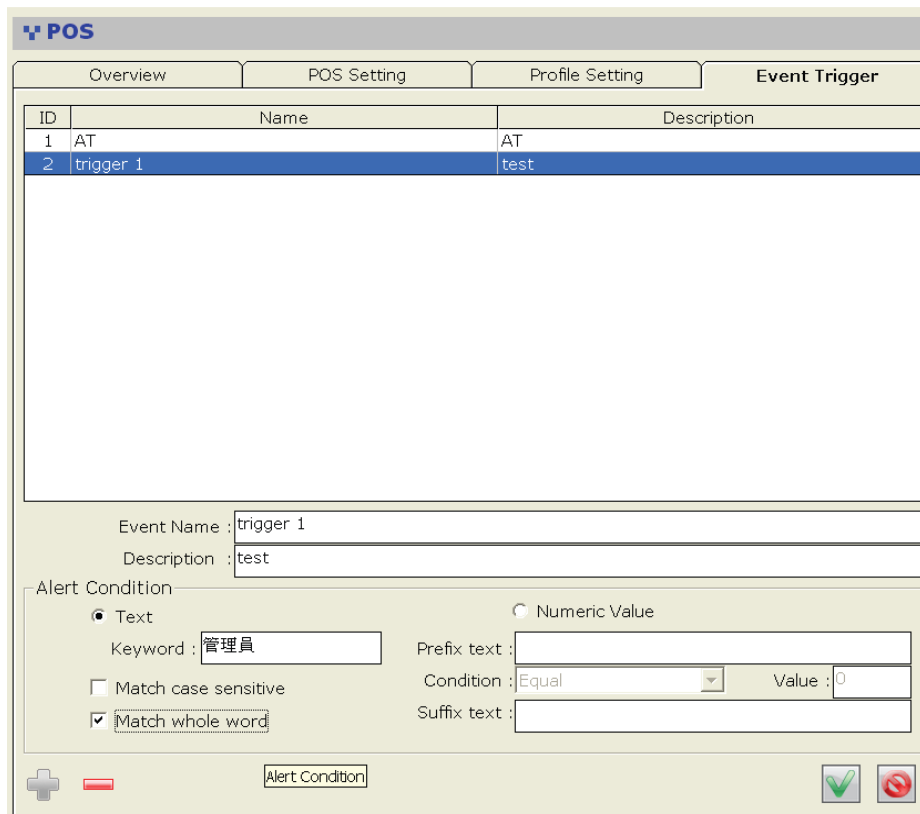 POS
Overview POS Setting Profile Setting Event Trigger
ID Name Description
1 AT AT
2 trigger 1 test
Event Name : trigger 1
Description : test
Alert Condition
Text Numeric Value
Keyword : 管理員 Prefix text :
Match case sensitive Condition : Equal Value : 0
Match whole word Suffix text :
Alert Condition